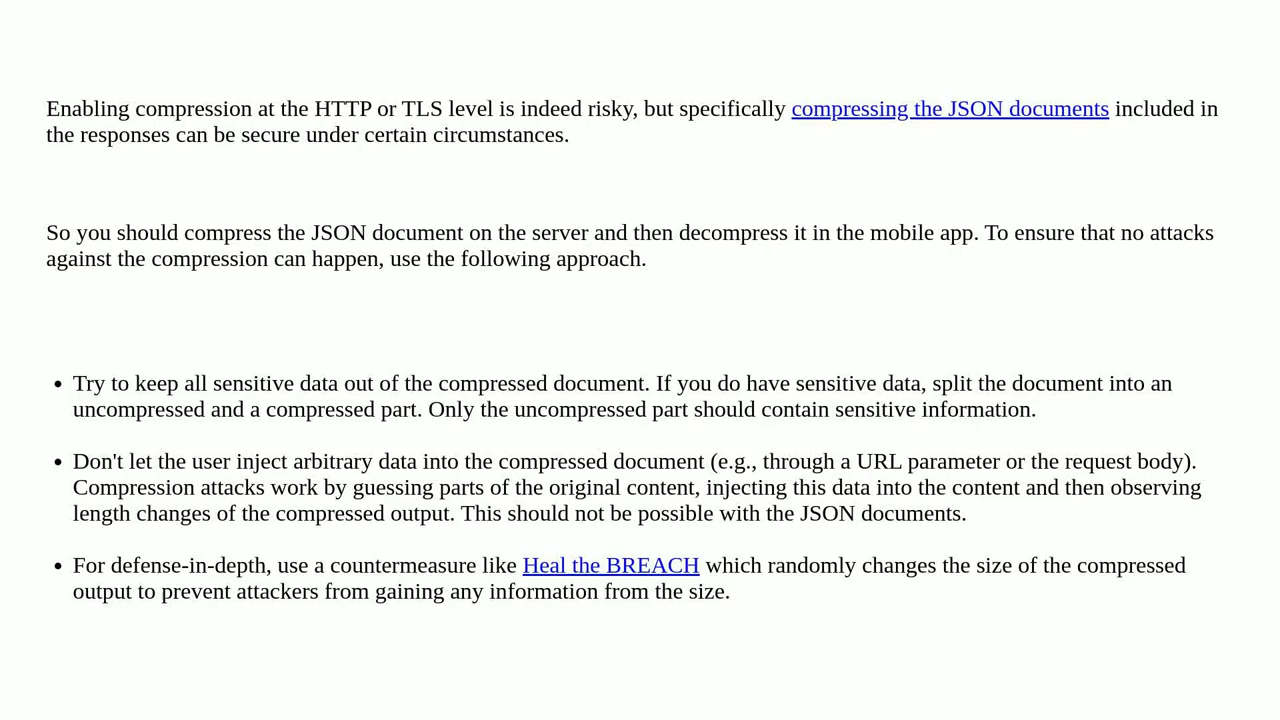 Enabling compression at the HTTP or TLS level is indeed risky, but specifically compressing the JSON documents included in
the responses can be secure under certain circumstances.
So you should compress the JSON document on the server and then decompress it in the mobile app. To ensure that no attacks
against the compression can happen, use the following approach.
• Try to keep all sensitive data out of the compressed document. If you do have sensitive data, split the document into an
uncompressed and a compressed part. Only the uncompressed part should contain sensitive information.
• Don't let the user inject arbitrary data into the compressed document (e.g., through a URL parameter or the request body).
Compression attacks work by guessing parts of the original content, injecting this data into the content and then observing
length changes of the compressed output. This should not be possible with the JSON documents.
• For defense-in-depth, use a countermeasure like Heal the BREACH which randomly changes the size of the compressed
output to prevent attackers from gaining any information from the size.